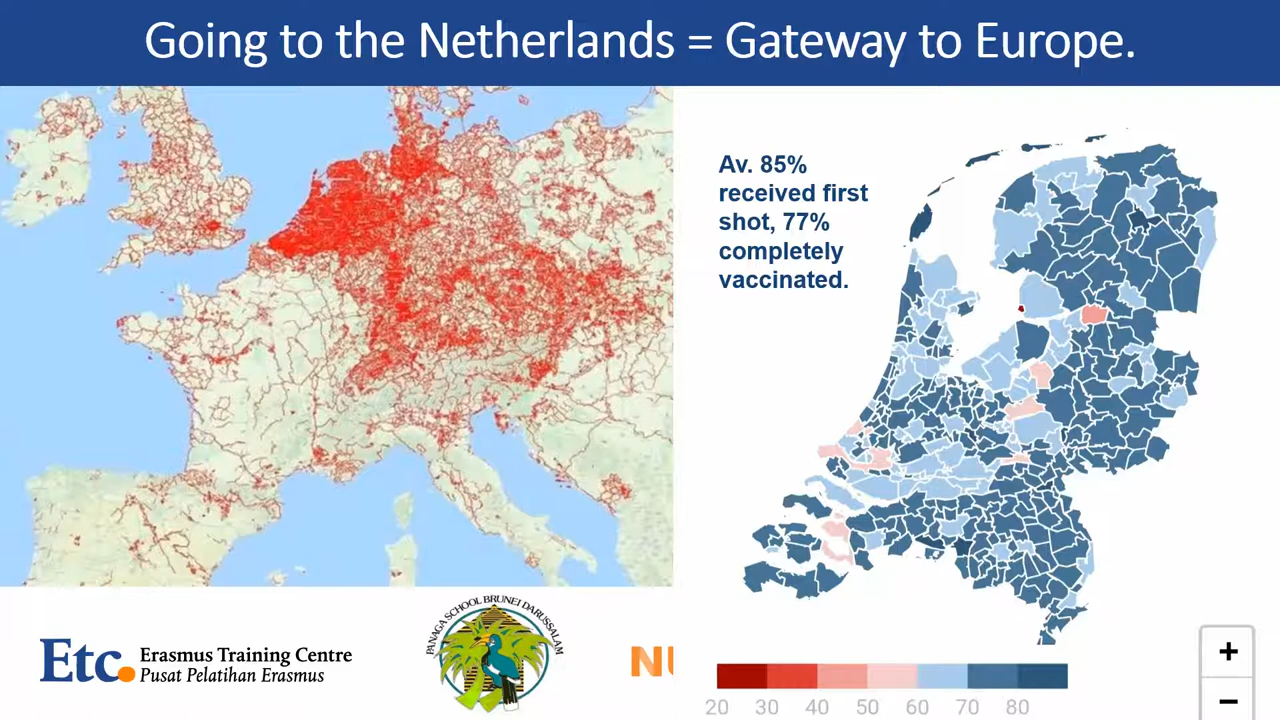 Going to the Netherlands = Gateway to Europe.
Av. 85%
received first
shot, 77%
completely
vaccinated.
Etc.
Erasmus Training Centre
Pusat Pelatihan Erasmus
PANAGA SCHOOL BRUNEI DARUSSALAM
20 30 40 50 60 70 80
+
−